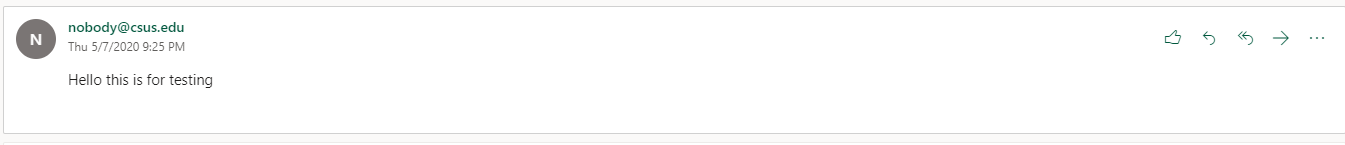 N
nobody@csus.edu
Thu 5/7/2020 9:25 PM
Hello this is for testing